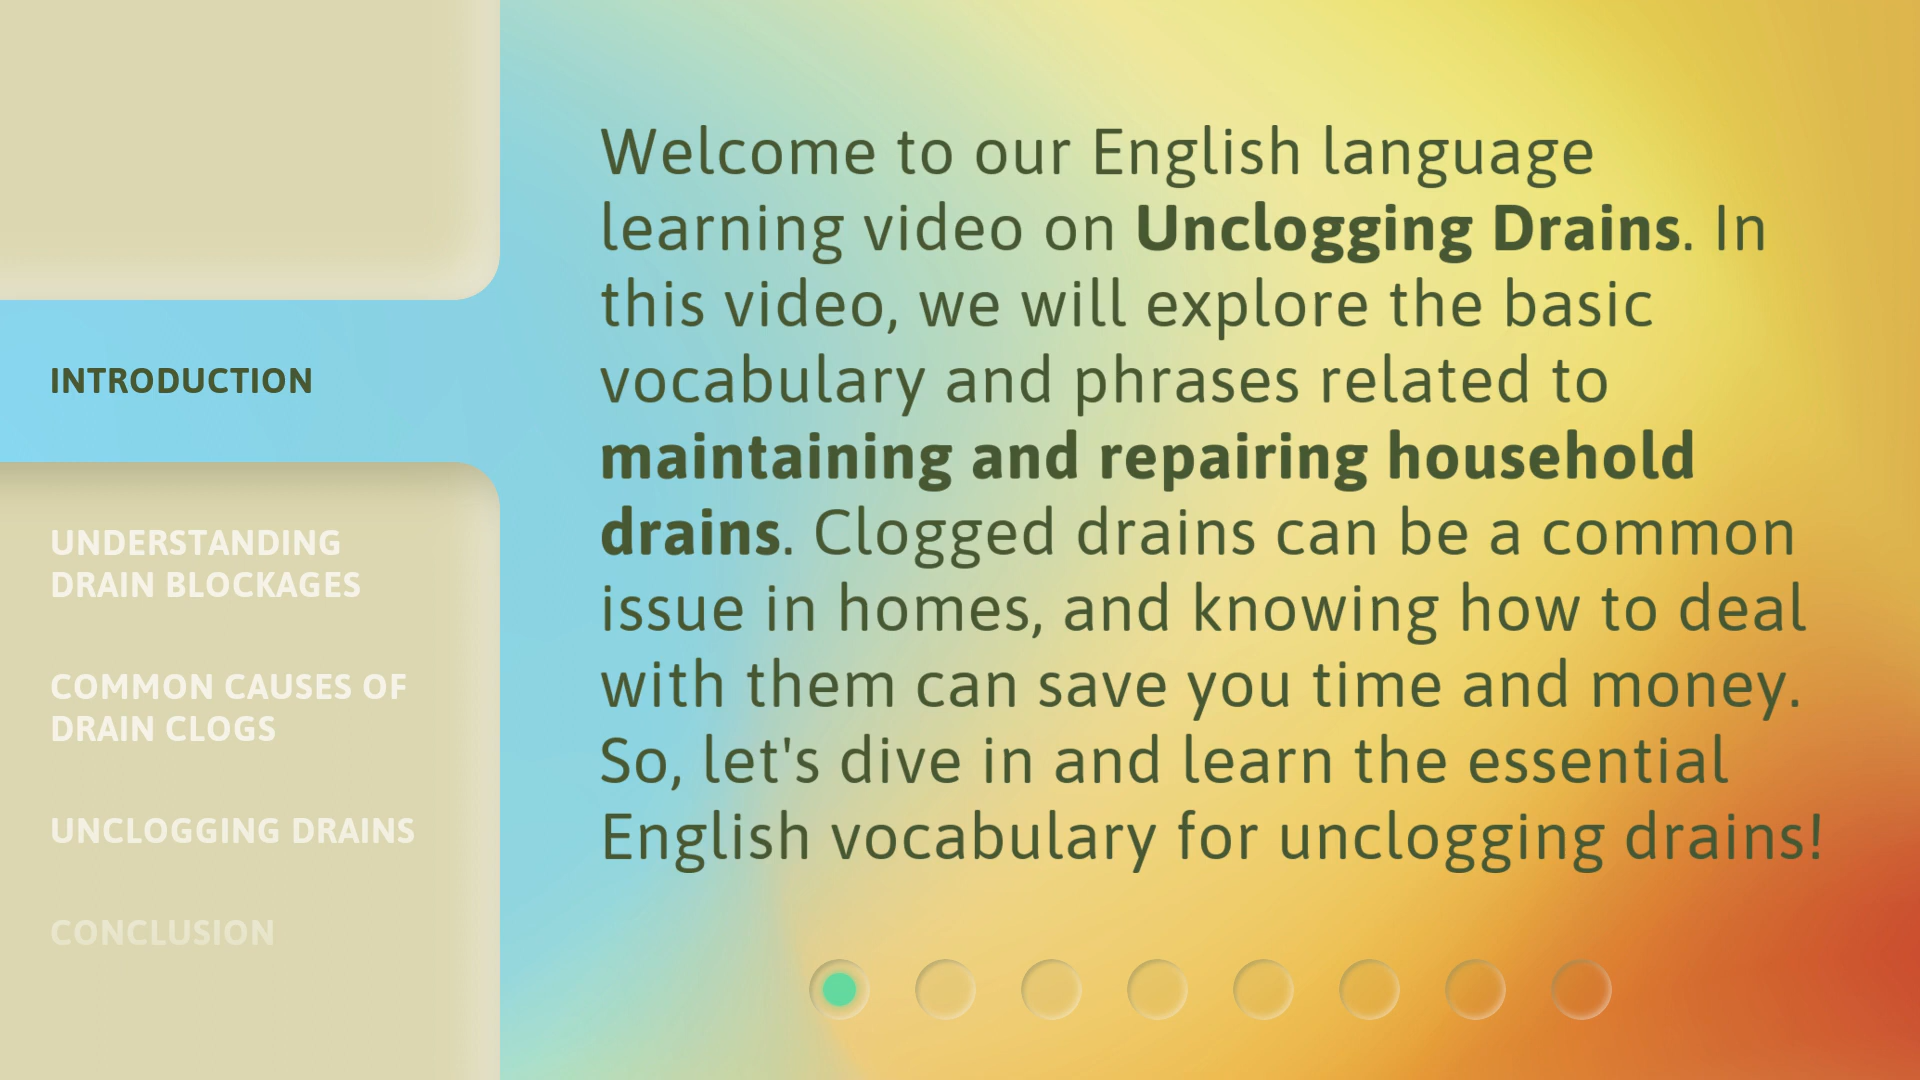 INTRODUCTION
UNDERSTANDING
DRAIN BLOCKAGES
COMMON CAUSES OF
DRAIN CLOGS
UNCLOGGING DRAINS
CONCLUSION
Welcome to our English language
learning video on Unclogging Drains. In
this video, we will explore the basic
vocabulary and phrases related to
maintaining and repairing household
drains. Clogged drains can be a common
issue in homes, and knowing how to deal
with them can save you time and money.
So, let's dive in and learn the essential
English vocabulary for unclogging drains!